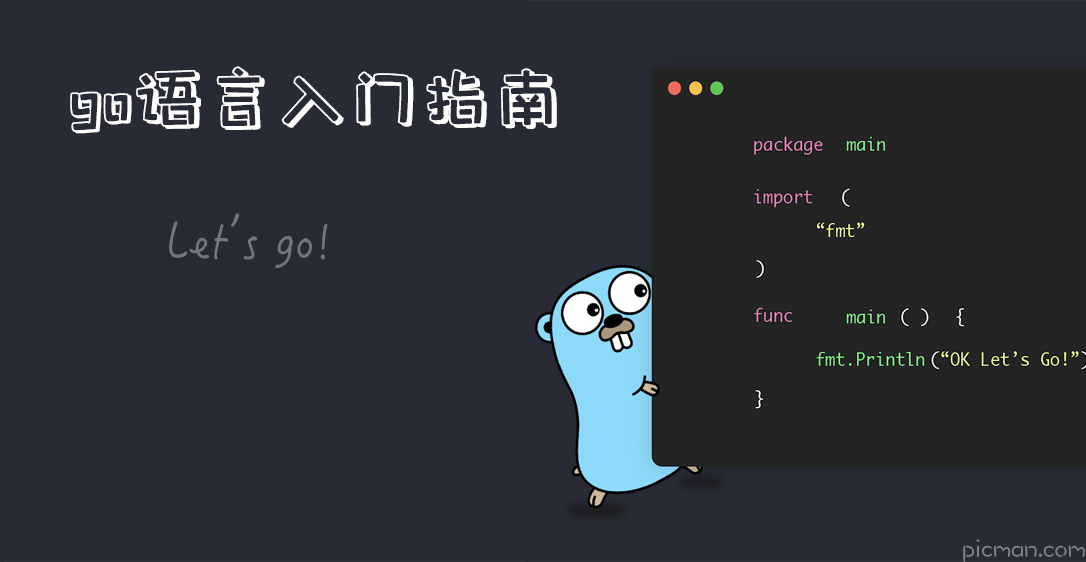 go语言入门指南
Let's go!
package main
import (
“fmt”
)
func main ( ) {
fmt.Println(“OK Let’s Go!”)
}
picman.com